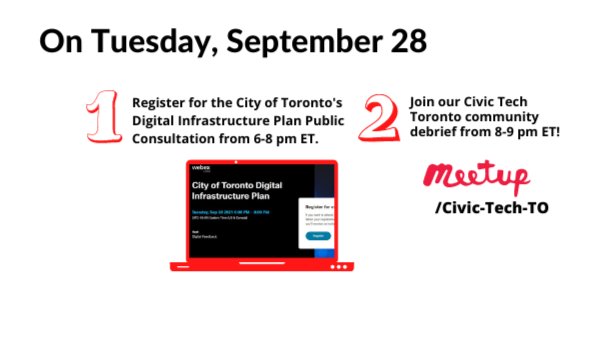 On Tuesday, September 28
1
Register for the City of Toronto's
Digital Infrastructure Plan Public
Consultation from 6-8 pm ET.
2
Join our Civic Tech
Toronto community
debrief from 8-9 pm ET!
webex
City of Toronto Digital
Infrastructure Plan
Register for
Register
Digital Feedback
Meetup
/Civic-Tech-TO